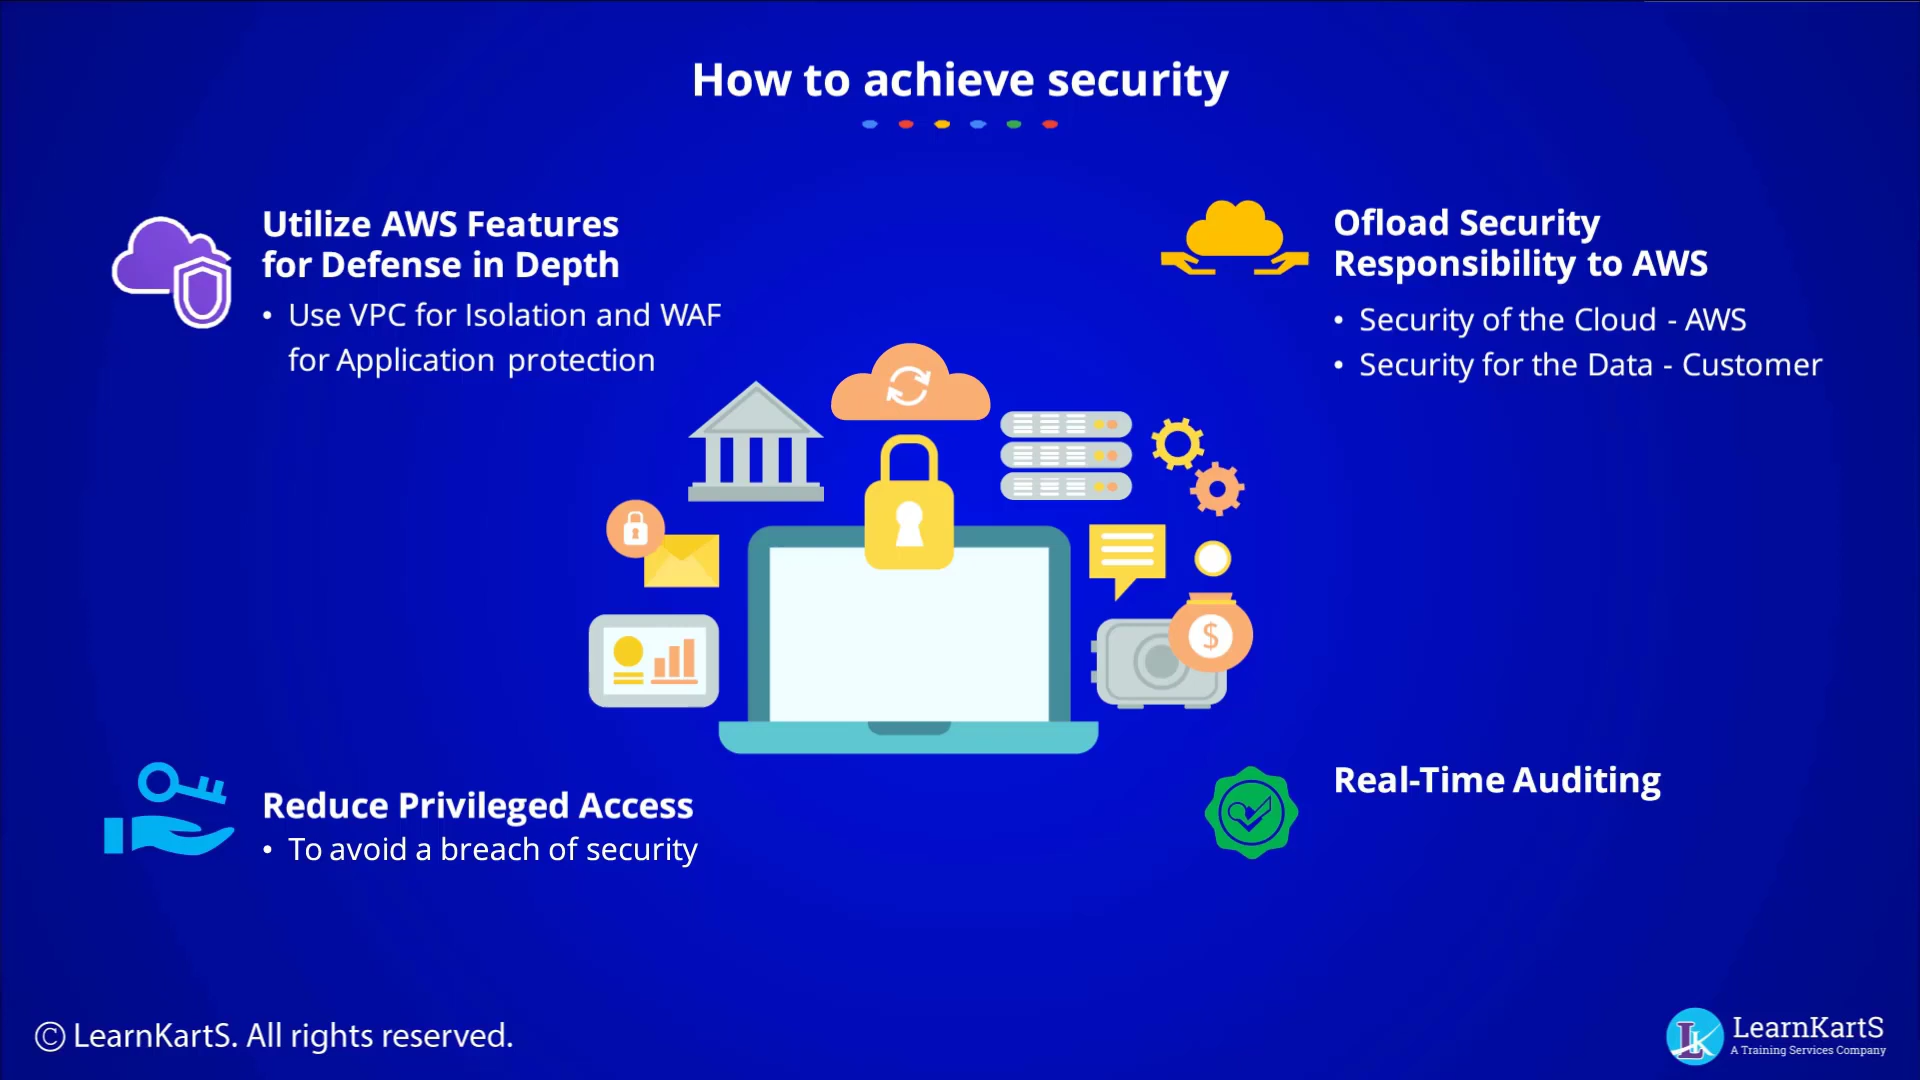 How to achieve security
Utilize AWS Features
for Defense in Depth
• Use VPC for Isolation and WAF
for Application protection
Ofload Security
Responsibility to AWS
• Security of the Cloud - AWS
• Security for the Data - Customer
$
Reduce Privileged Access
• To avoid a breach of security
Real-Time Auditing
© LearnKartS. All rights reserved.
LK
LearnKartS
A Training Services Company